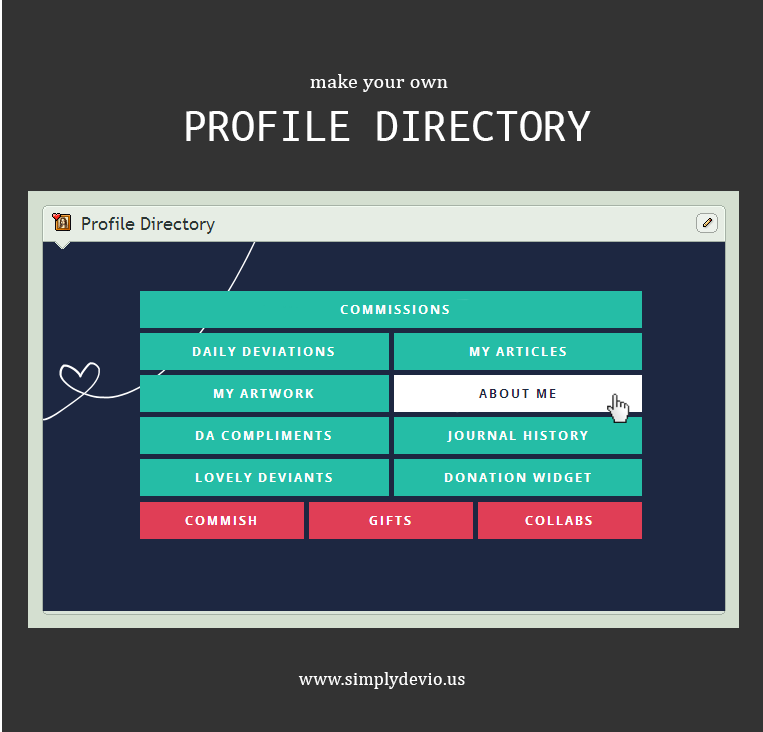 make your own
PROFILE DIRECTORY
Profile Directory
COMMISSIONS
DAILY DEVIATIONS MY ARTICLES
MY ARTWORK ABOUT ME
DA COMPLIMENTS JOURNAL HISTORY
LOVELY DEVIANTS DONATION WIDGET
COMMISH GIFTS COLLABS
www.simplydevio.us